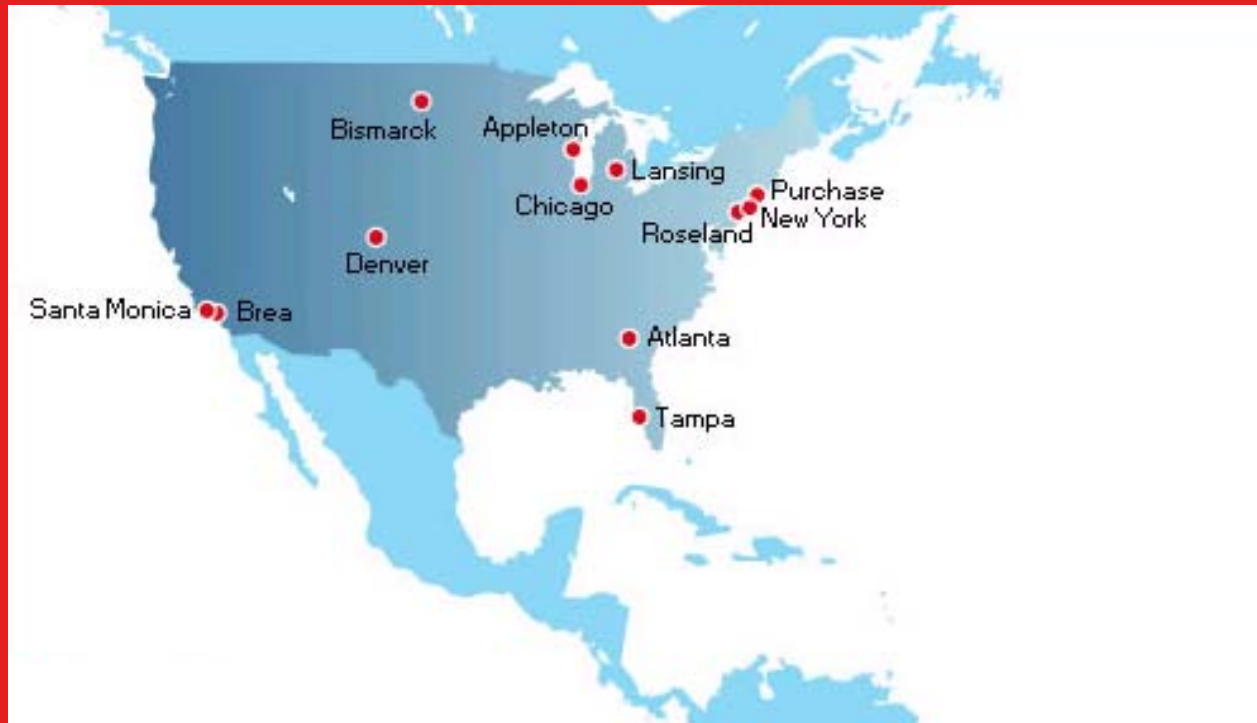 Bismarck
Appleton
Lansing
Chicago
Purchase
New York
Roseland
Denver
Santa Monica
Brea
Atlanta
Tampa